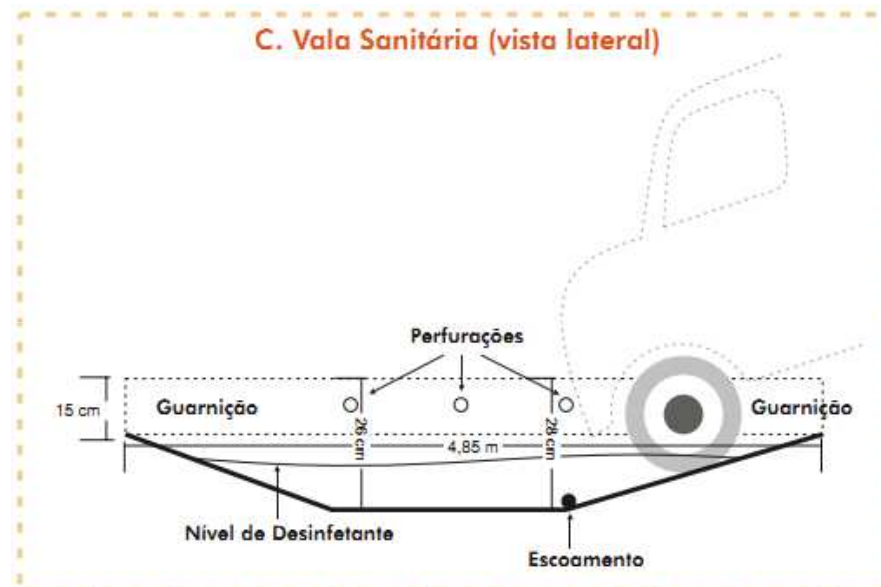 C. Vala Sanitária (vista lateral)
Perfurações
15 cm
Guarnição
Guarnição
26 cm
4,85 m
28 cm
Nível de Desinfetante
Escoamento